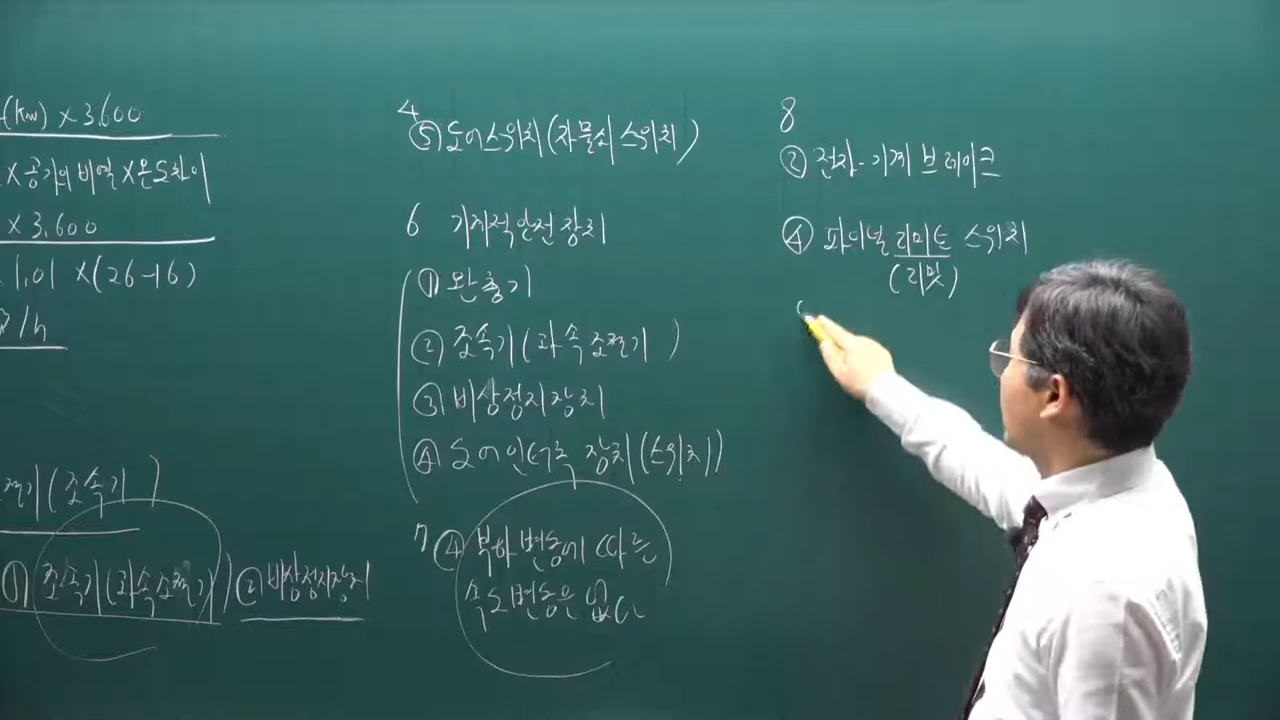 (kW) × 3,600
× 공기의 비열 × 온도차이
× 3,600
1.01 × (26-16)
/h
(조속기)
① 조속기(과속조절기) ② 비상정지장치
4
⑤ 도어스위치(자물쇠 스위치)
6 기계적안전장치
① 완충기
② 조속기(과속조절기)
③ 비상정지장치
④ 도어인터록 장치(스위치)
7 ④ 부하변동에 따른
속도변동은 없다
8
② 전자-기계 브레이크
④ 파이널 리미트 스위치
(리밋)